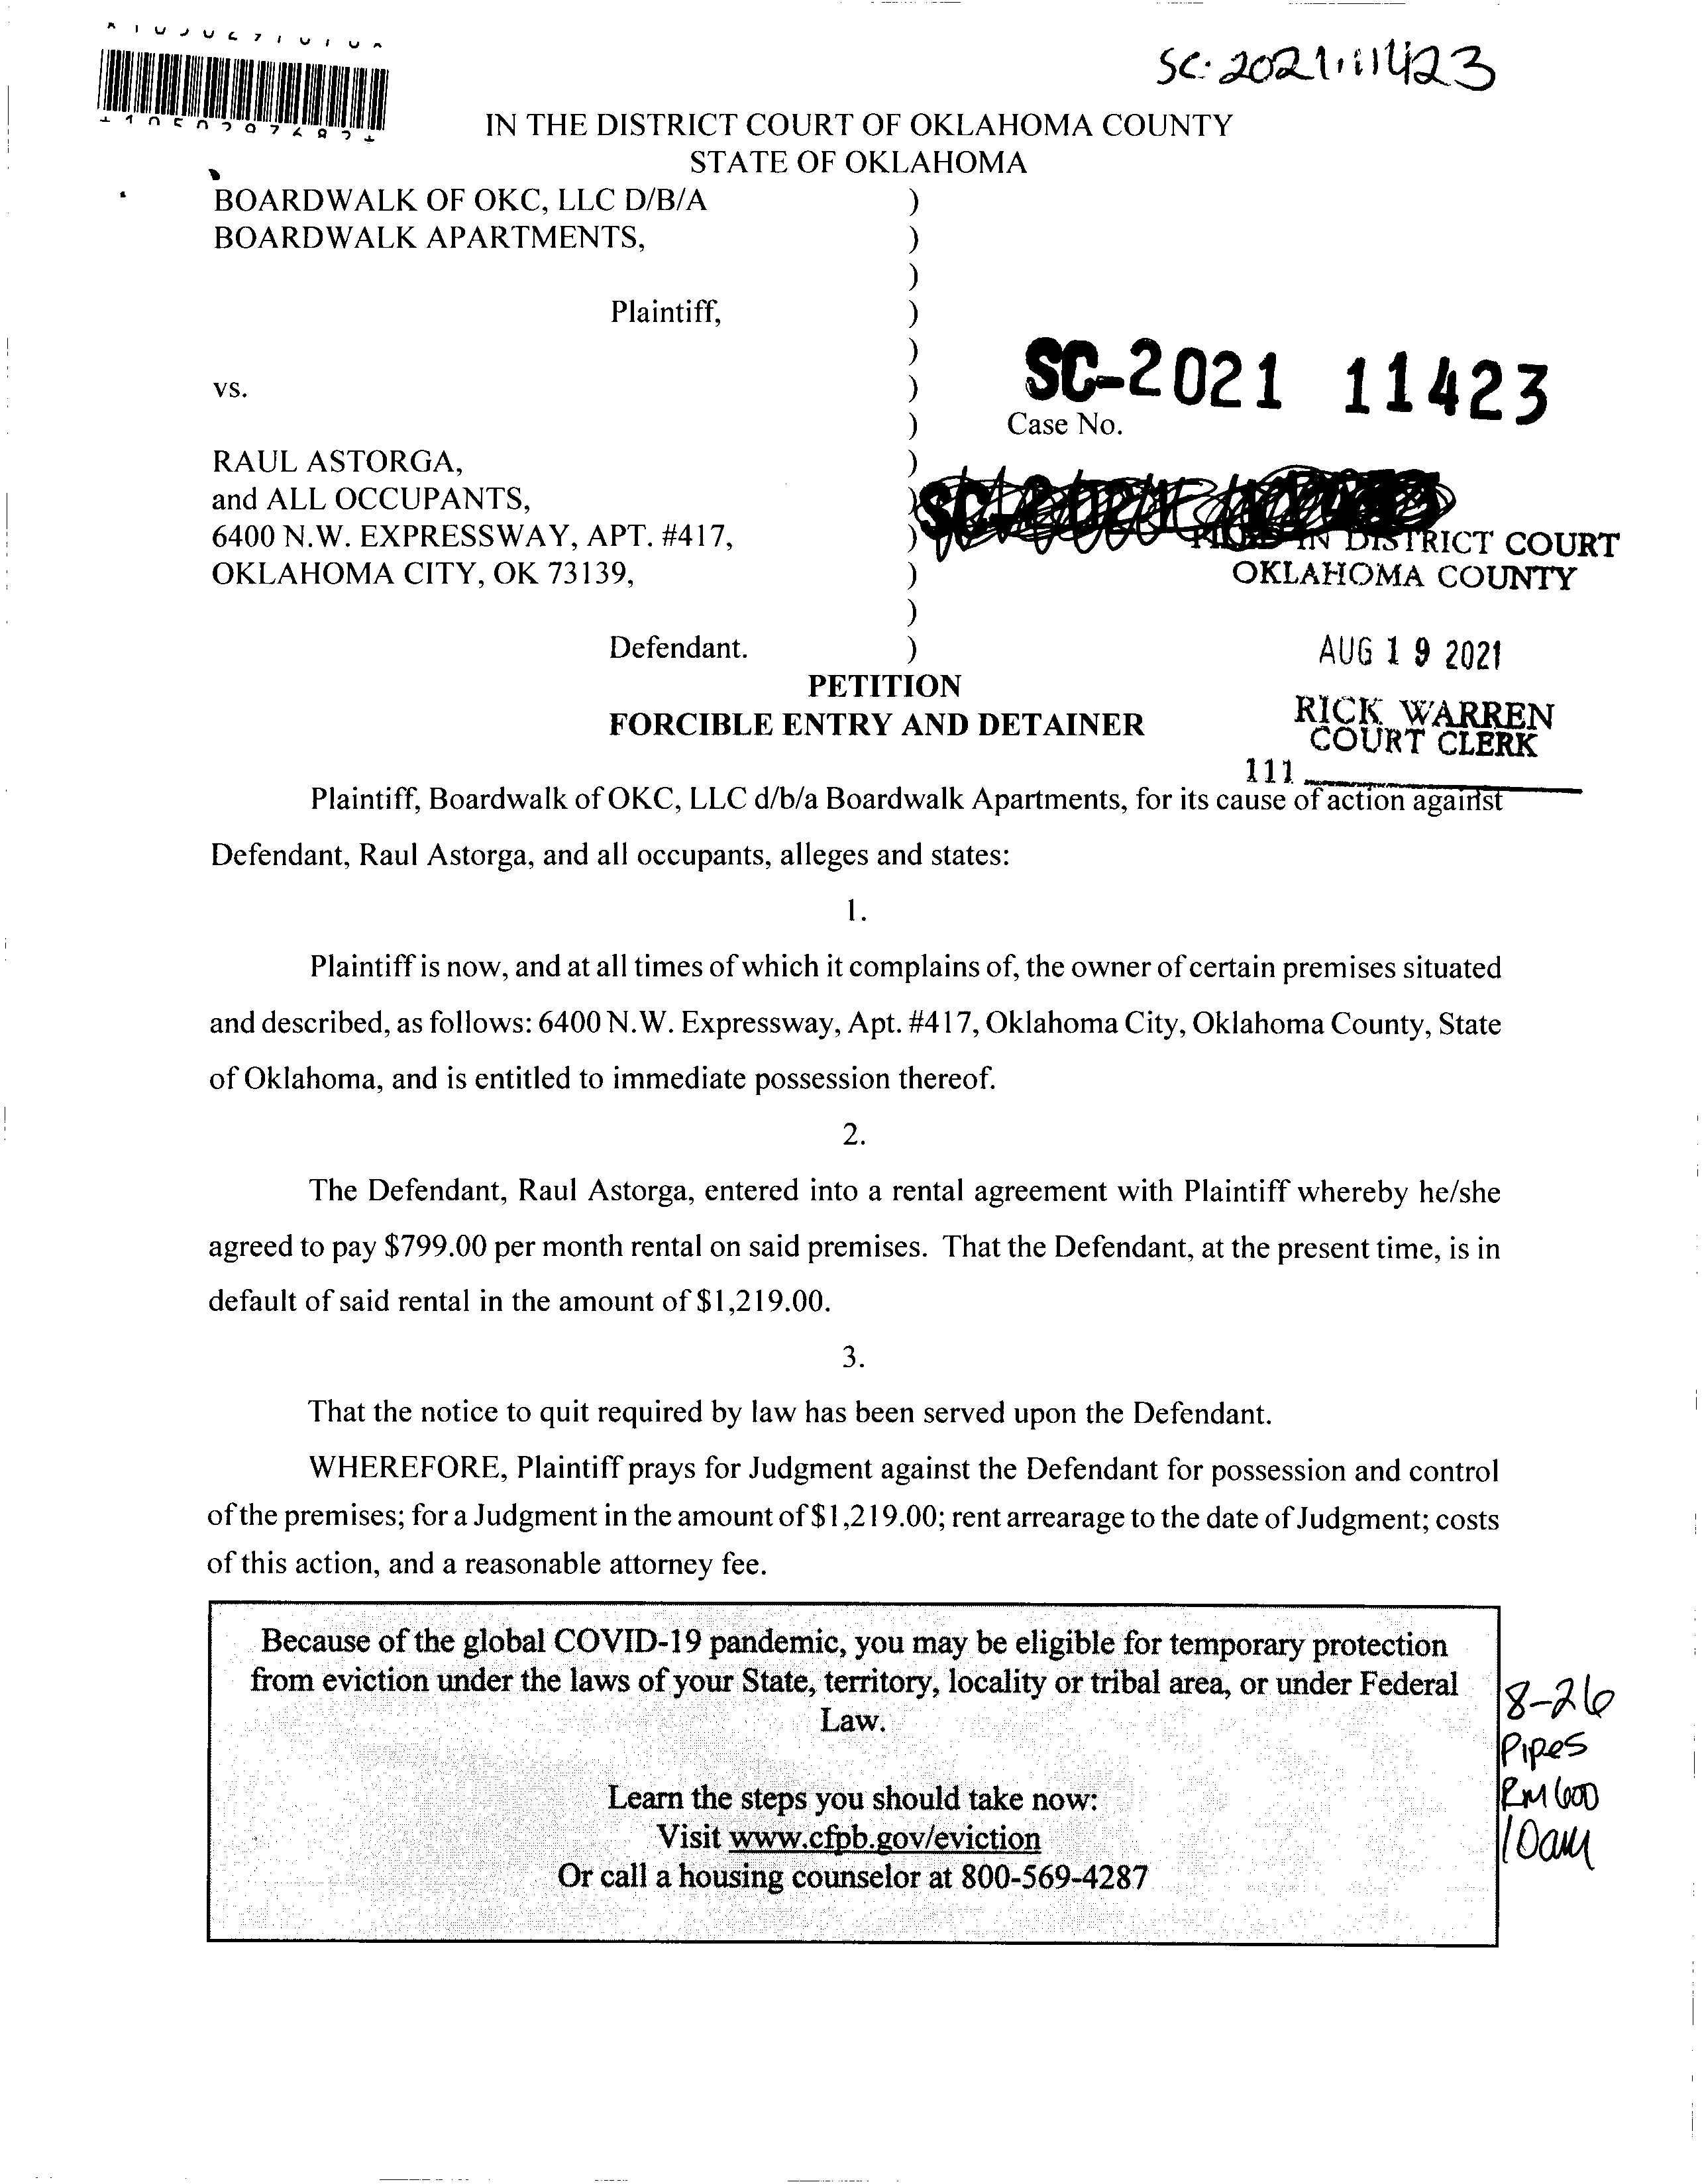 SC-2021-11423
IN THE DISTRICT COURT OF OKLAHOMA COUNTY
STATE OF OKLAHOMA
BOARDWALK OF OKC, LLC D/B/A )
BOARDWALK APARTMENTS, )
)
Plaintiff, )
)
vs. )
SC-2021 11423
) Case No.
RAUL ASTORGA, )
and ALL OCCUPANTS, )
6400 N.W. EXPRESSWAY, APT. #417, ) FILED IN DISTRICT COURT
OKLAHOMA CITY, OK 73139, ) OKLAHOMA COUNTY
)
Defendant. ) AUG 19 2021
PETITION
FORCIBLE ENTRY AND DETAINER
RICK WARREN
COURT CLERK
111
Plaintiff, Boardwalk of OKC, LLC d/b/a Boardwalk Apartments, for its cause of action against
Defendant, Raul Astorga, and all occupants, alleges and states:
1.
Plaintiff is now, and at all times of which it complains of, the owner of certain premises situated
and described, as follows: 6400 N.W. Expressway, Apt. #417, Oklahoma City, Oklahoma County, State
of Oklahoma, and is entitled to immediate possession thereof.
2.
The Defendant, Raul Astorga, entered into a rental agreement with Plaintiff whereby he/she
agreed to pay $799.00 per month rental on said premises. That the Defendant, at the present time, is in
default of said rental in the amount of $1,219.00.
3.
That the notice to quit required by law has been served upon the Defendant.
WHEREFORE, Plaintiff prays for Judgment against the Defendant for possession and control
of the premises; for a Judgment in the amount of $1,219.00; rent arrearage to the date of Judgment; costs
of this action, and a reasonable attorney fee.
Because of the global COVID-19 pandemic, you may be eligible for temporary protection
from eviction under the laws of your State, territory, locality or tribal area, or under Federal
Law.
Learn the steps you should take now:
Visit www.cfpb.gov/eviction
Or call a housing counselor at 800-569-4287
8-26
Pipes
RM 600
10am